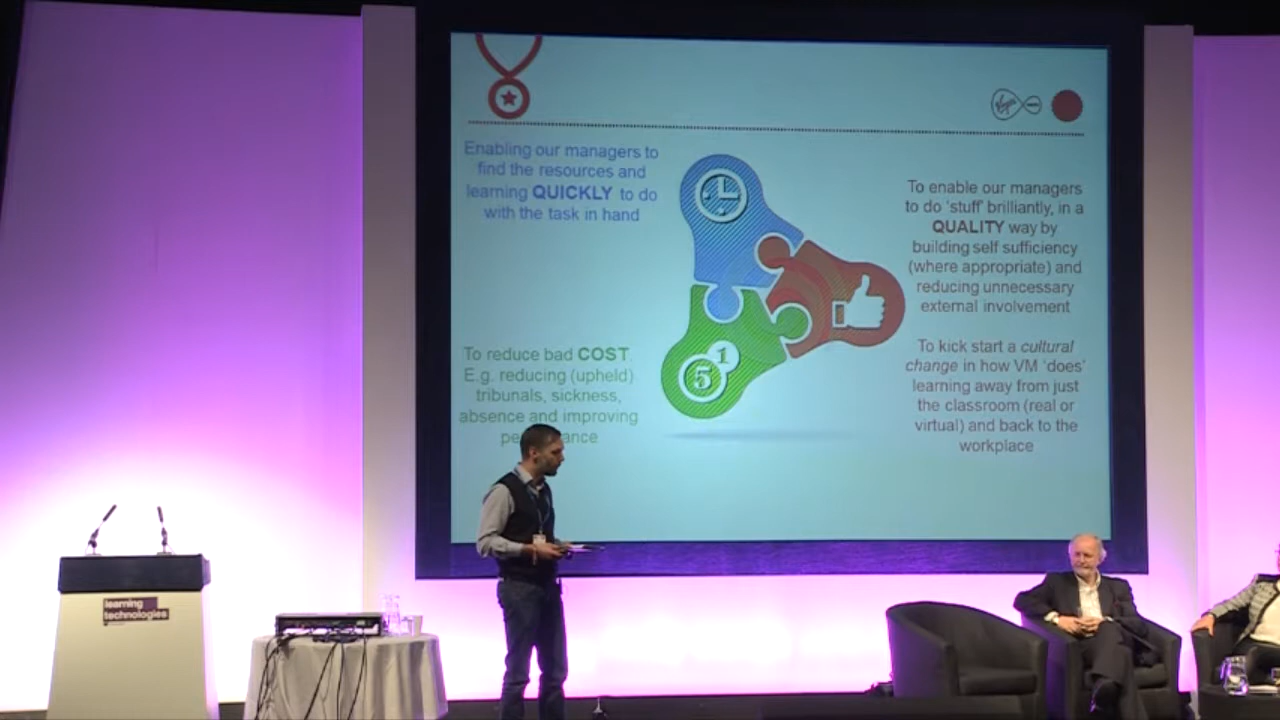 Virgin
Enabling our managers to
find the resources and
learning QUICKLY to do
with the task in hand
To enable our managers
to do 'stuff' brilliantly, in a
QUALITY way by
building self sufficiency
(where appropriate) and
reducing unnecessary
external involvement
To kick start a cultural
change in how VM 'does'
learning away from just
the classroom (real or
virtual) and back to the
workplace
To reduce bad COST.
E.g. reducing (upheld)
tribunals, sickness,
absence and improving
5
1
learning
technologies